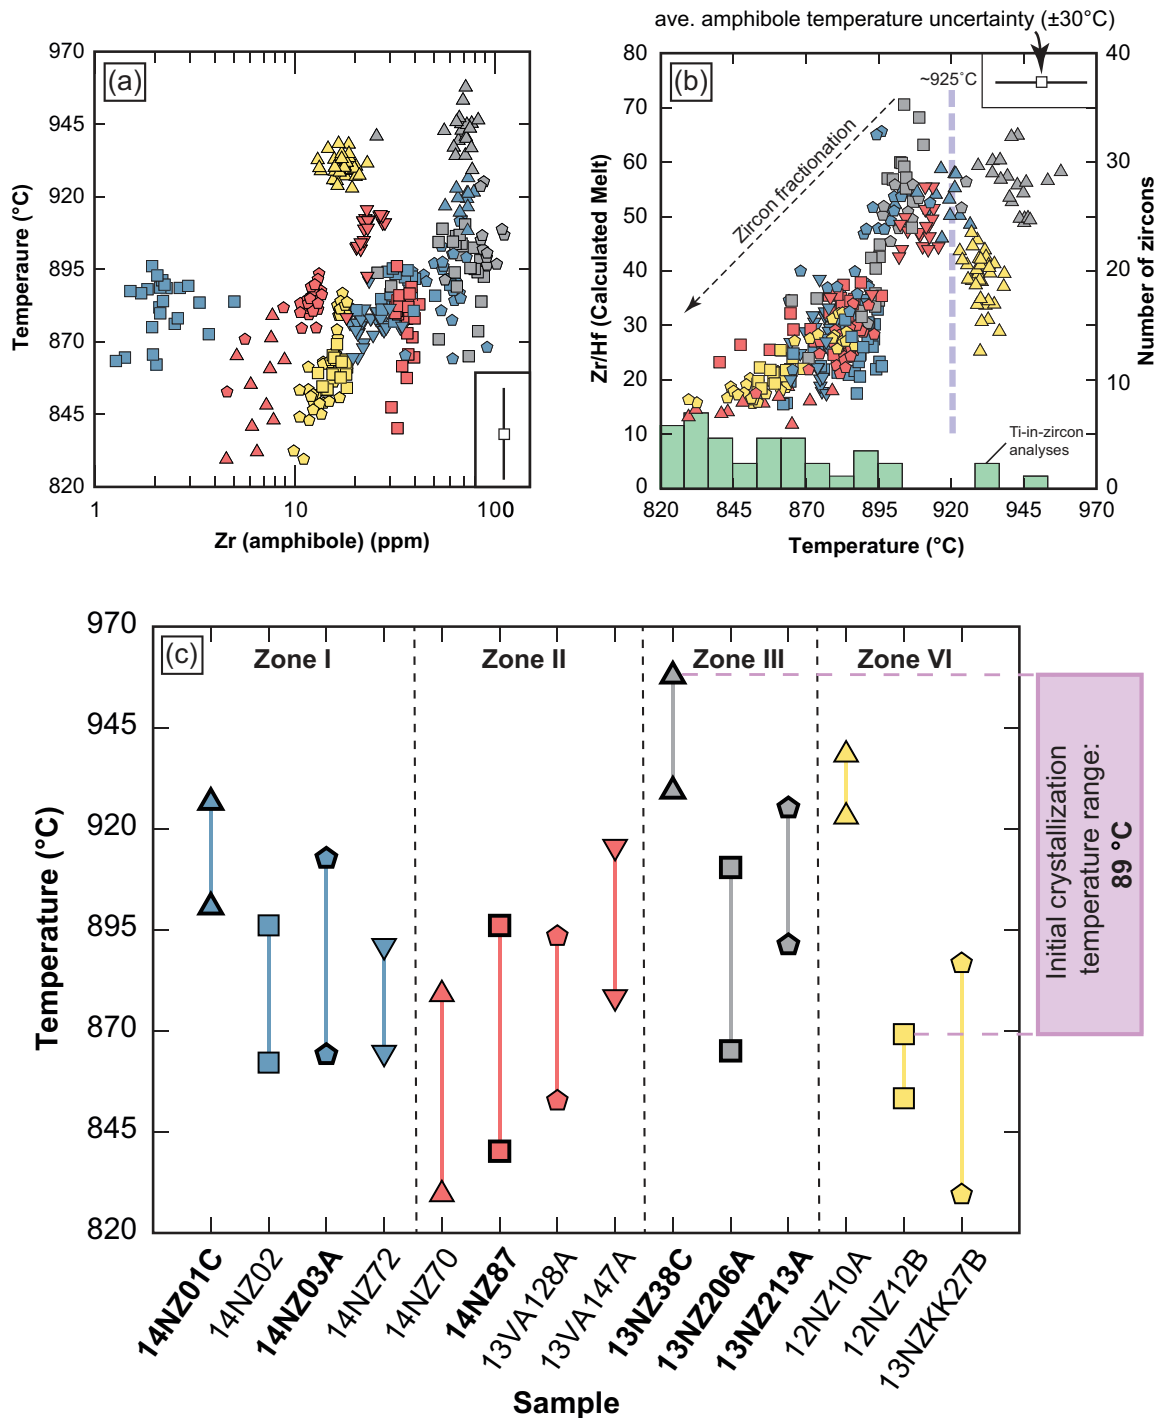 ave. amphibole temperature uncertainty (±30°C)
(a)
970
945
920
895
870
845
820
Temperaure (°C)
1
10
100
Zr (amphibole) (ppm)
(b)
~925°C
Zircon fractionation
80
70
60
50
40
30
20
10
0
Zr/Hf (Calculated Melt)
40
30
20
10
0
Number of zircons
Ti-in-zircon
analyses
820
845
870
895
920
945
970
Temperature (°C)
(c)
Zone I
Zone II
Zone III
Zone VI
970
945
920
895
870
845
820
Temperature (°C)
Initial crystallization
temperature range:
89 °C
14NZ01C
14NZ02
14NZ03A
14NZ72
14NZ70
14NZ87
13VA128A
13VA147A
13NZ38C
13NZ206A
13NZ213A
12NZ10A
12NZ12B
13NZKK27B
Sample